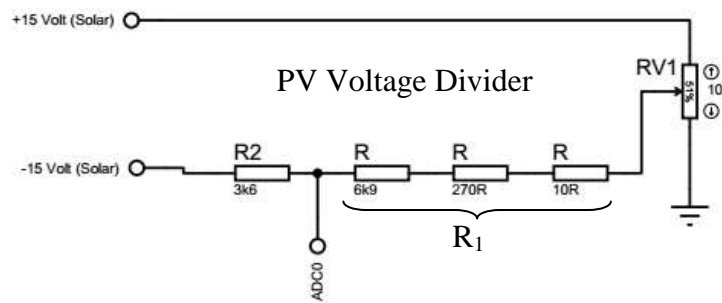 +15 Volt (Solar)
PV Voltage Divider
RV1
51%
10
-15 Volt (Solar)
R2
R
R
R
3k6
6k9
270R
10R
R₁
ADC0